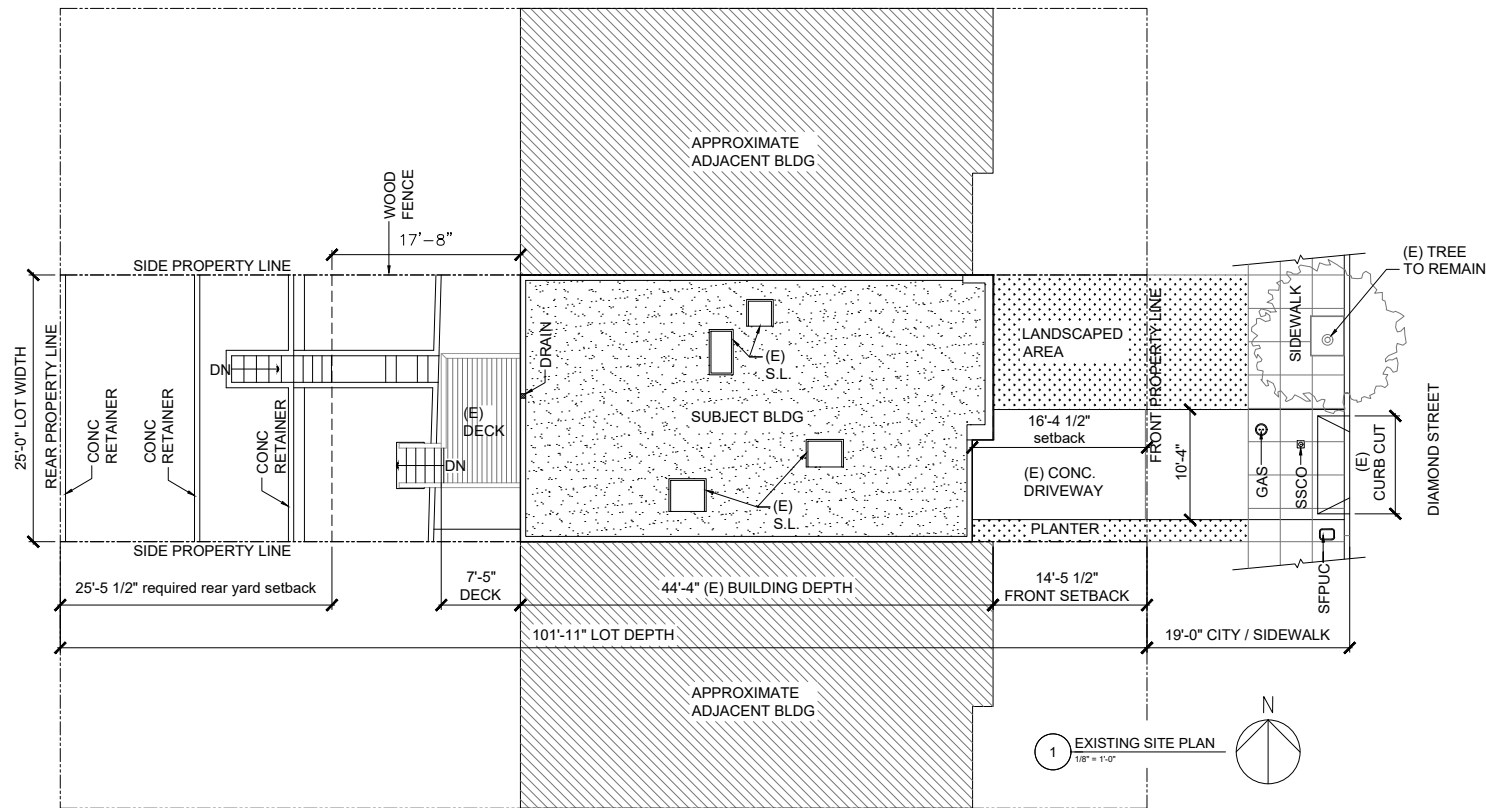 APPROXIMATE
ADJACENT BLDG
WOOD
FENCE
17'-8"
SIDE PROPERTY LINE
(E) TREE
TO REMAIN
25'-0" LOT WIDTH
REAR PROPERTY LINE
CONC
RETAINER
CONC
RETAINER
CONC
RETAINER
DN
(E)
DECK
DN
DRAIN
(E)
S.L.
SUBJECT BLDG
(E)
S.L.
LANDSCAPED
AREA
16'-4 1/2"
setback
(E) CONC.
DRIVEWAY
PLANTER
FRONT PROPERTY LINE
10'-4"
SIDEWALK
GAS
SSCO
(E)
CURB CUT
DIAMOND STREET
SFPUC
SIDE PROPERTY LINE
25'-5 1/2" required rear yard setback
7'-5"
DECK
44'-4" (E) BUILDING DEPTH
14'-5 1/2"
FRONT SETBACK
101'-11" LOT DEPTH
19'-0" CITY / SIDEWALK
APPROXIMATE
ADJACENT BLDG
N
1
EXISTING SITE PLAN
1/8" = 1'-0"